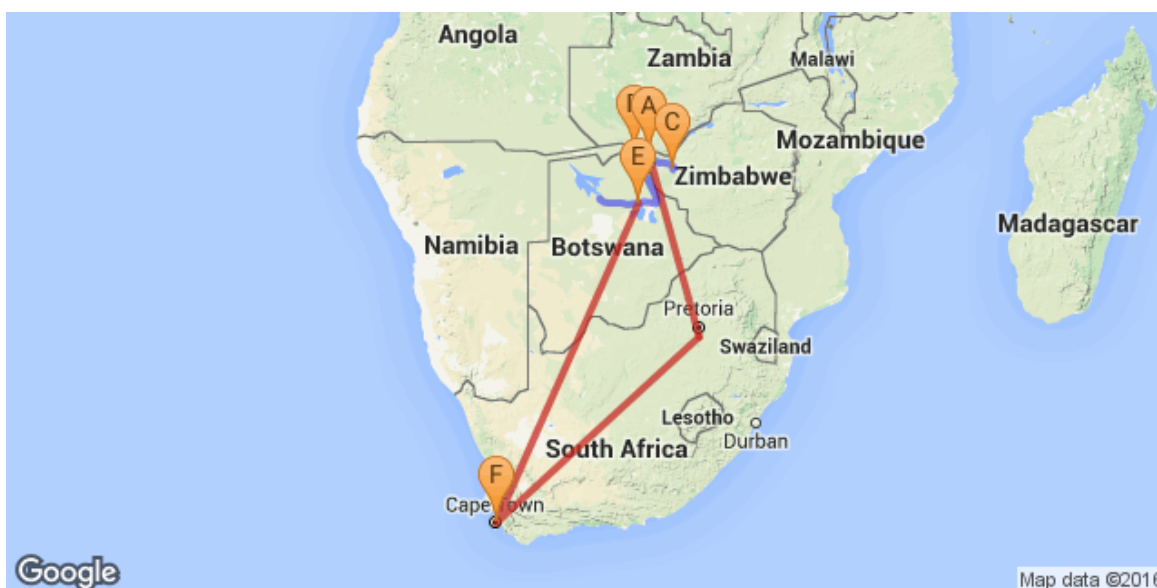 Angola
Zambia
Malawi
A
C
Mozambique
E
Zimbabwe
Madagascar
Namibia
Botswana
Pretoria
Swaziland
Lesotho
Durban
South Africa
F
Cape Town
Google
Map data ©2016